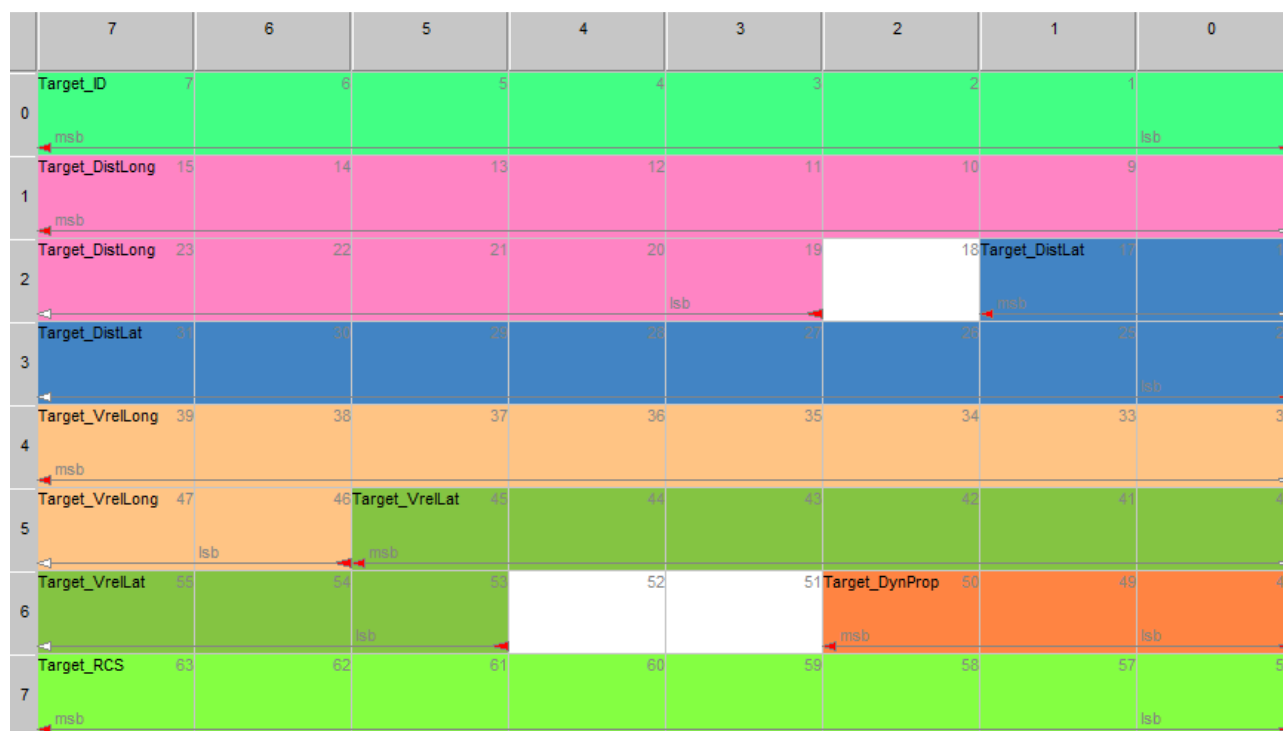 7 6 5 4 3 2 1 0
Target_ID 7 6 5 4 3 2 1
0
msb lsb
Target_DistLong 15 14 13 12 11 10 9
1
msb
Target_DistLong 23 22 21 20 19 18 Target_DistLat 17
2
lsb msb
Target_DistLat 31 30 29 28 27 26 25
3
lsb
Target_VrelLong 39 38 37 36 35 34 33
4
msb
Target_VrelLong 47 46 Target_VrelLat 45 44 43 42 41
5
lsb msb
Target_VrelLat 55 54 53 52 51 Target_DynProp 50 49
6
lsb msb lsb
Target_RCS 63 62 61 60 59 58 57
7
msb lsb